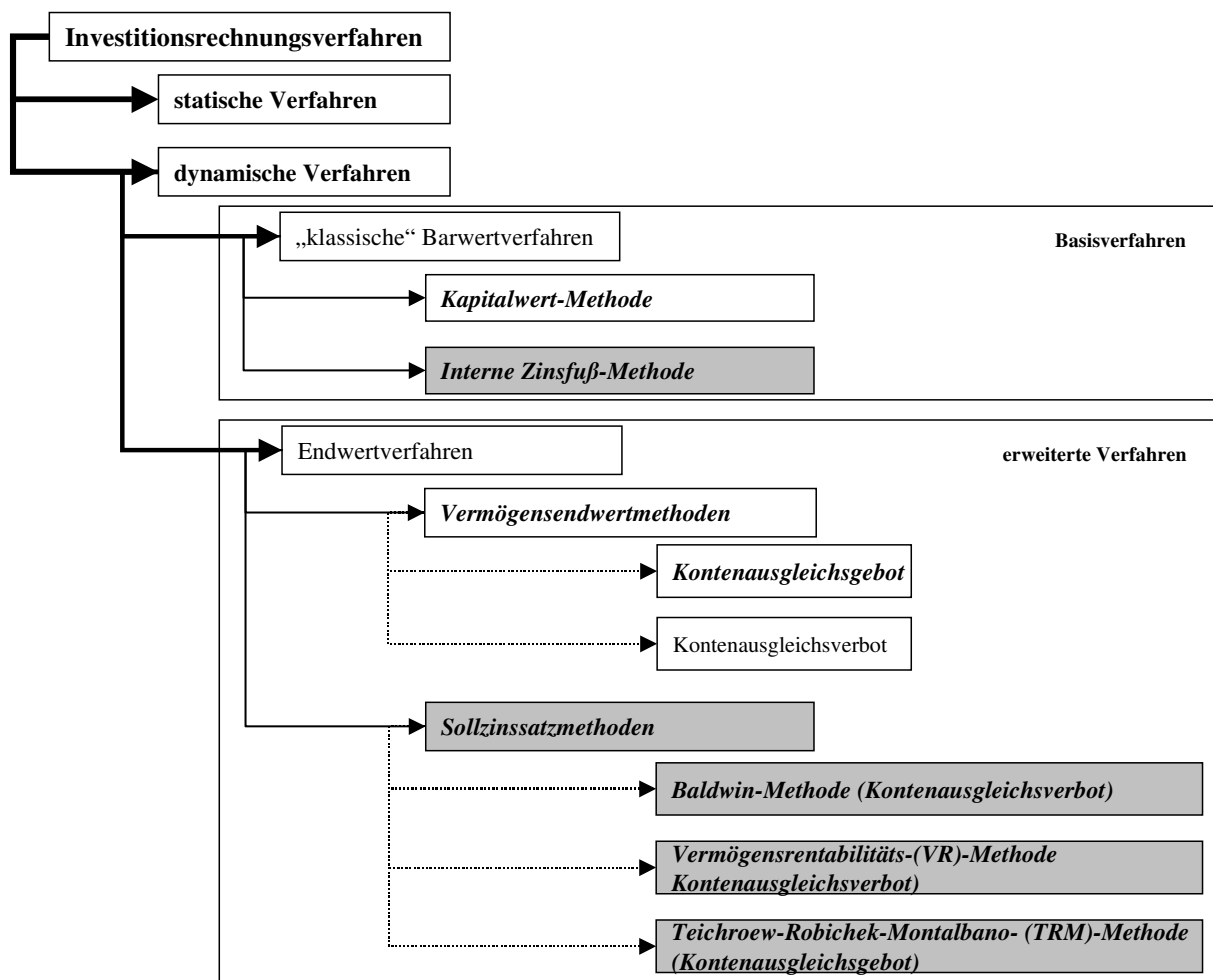 Investitionsrechnungsverfahren
statische Verfahren
dynamische Verfahren
„klassische“ Barwertverfahren
Basisverfahren
Kapitalwert-Methode
Interne Zinsfuß-Methode
Endwertverfahren
erweiterte Verfahren
Vermögensendwertmethoden
Kontenausgleichsgebot
Kontenausgleichsverbot
Sollzinssatzmethoden
Baldwin-Methode (Kontenausgleichsverbot)
Vermögensrentabilitäts-(VR)-Methode
Kontenausgleichsverbot)
Teichroew-Robichek-Montalbano- (TRM)-Methode
(Kontenausgleichsgebot)